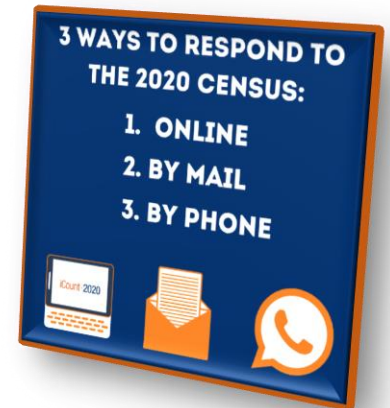 3 WAYS TO RESPOND TO
THE 2020 CENSUS:
1. ONLINE
2. BY MAIL
3. BY PHONE
iCount 2020